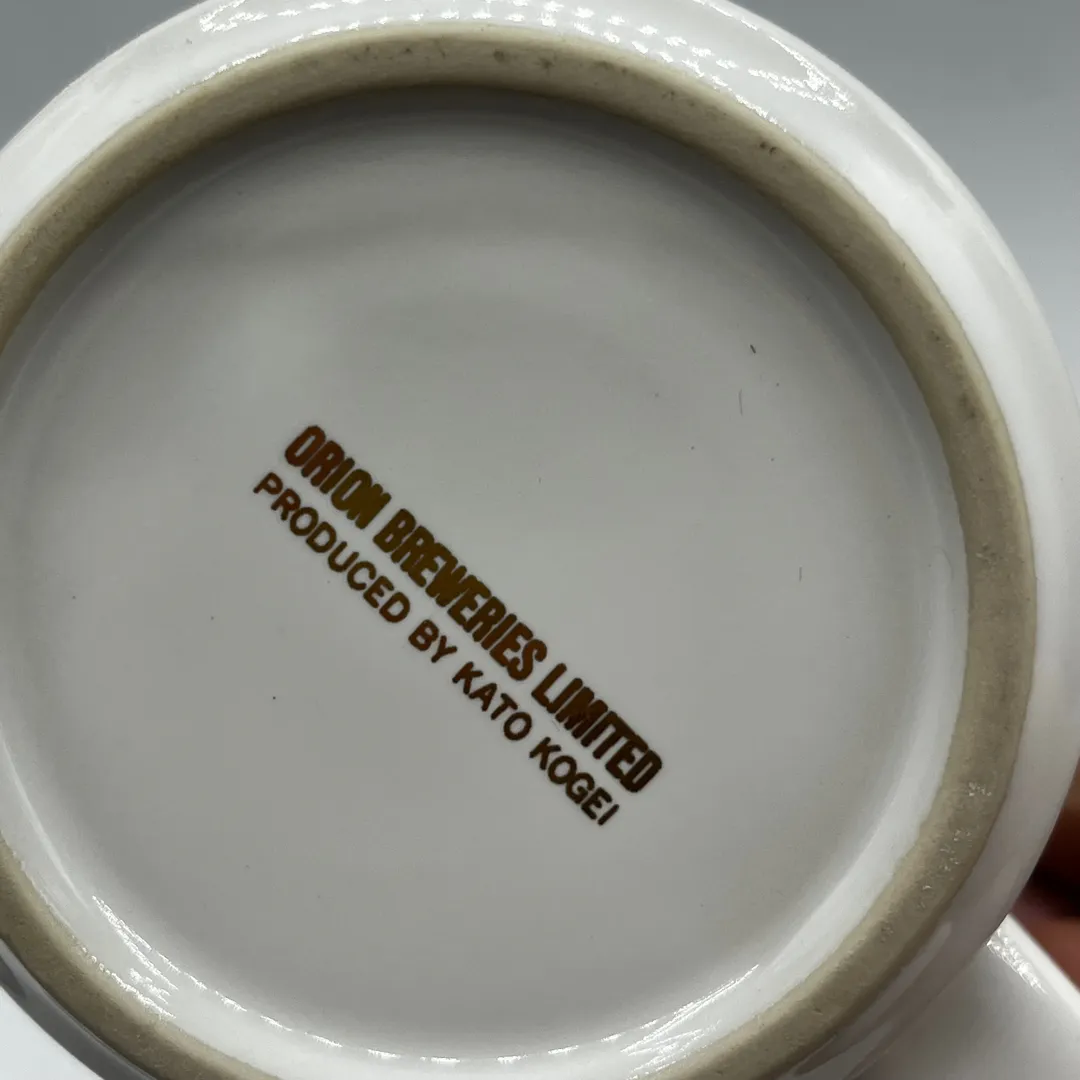 ORION BREWERIES LIMITED
PRODUCED BY KATO KOGEI